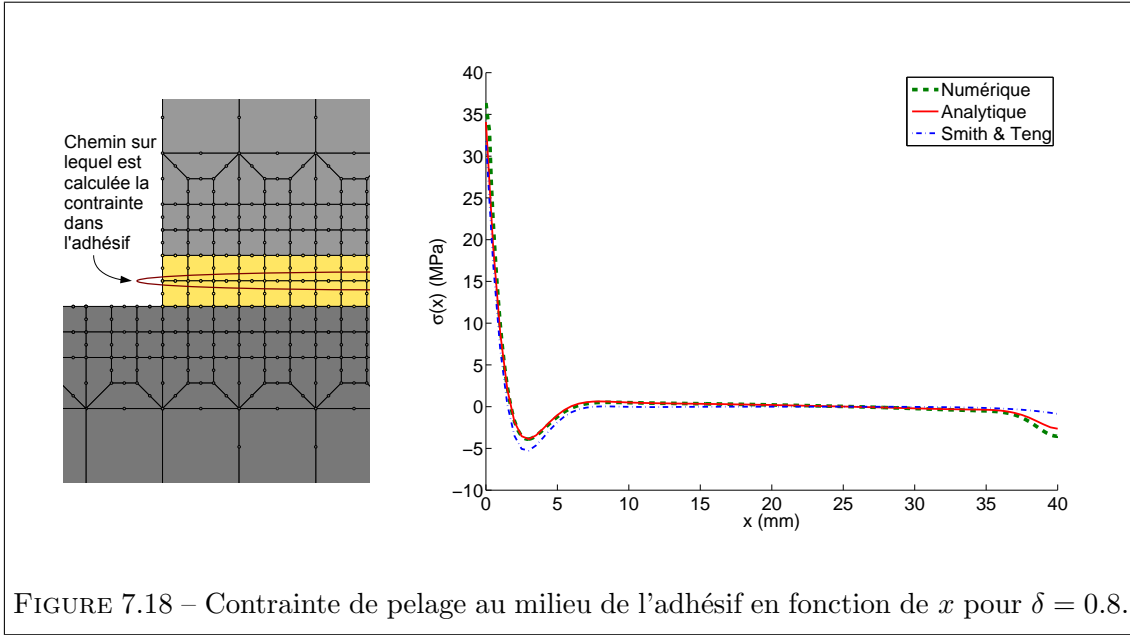 Chemin sur
lequel est
calculée la
contrainte
dans
l'adhésif
40
35
30
25
20
15
10
5
0
−5
−10
σ(x) (MPa)
0 5 10 15 20 25 30 35 40
x (mm)
Numérique
Analytique
Smith & Teng
FIGURE 7.18 – Contrainte de pelage au milieu de l'adhésif en fonction de x pour δ = 0.8.